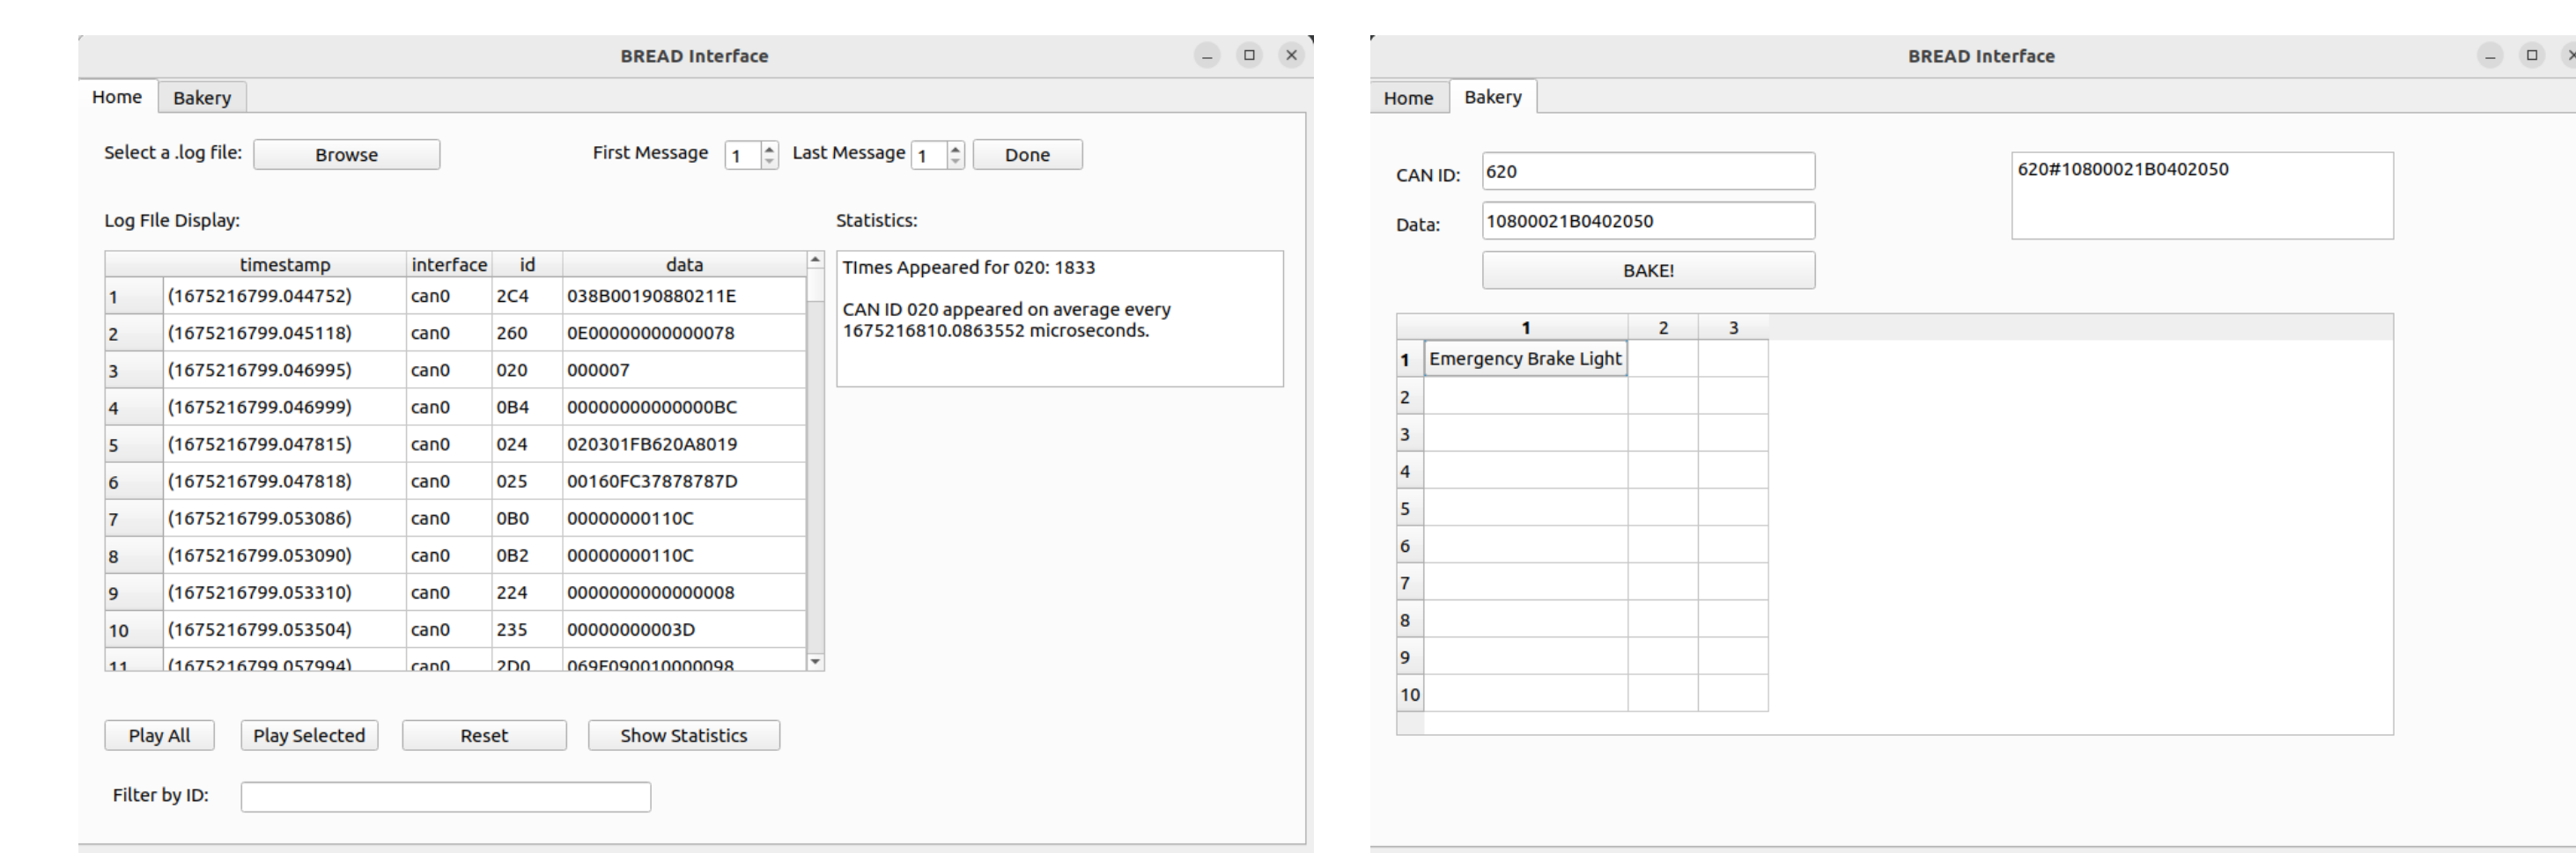 BREAD Interface
Home Bakery
Select a .log file: Browse First Message 1 Last Message 1 Done
Log FIle Display: Statistics:
timestamp interface id data
1 (1675216799.044752) can0 2C4 038B00190880211E
2 (1675216799.045118) can0 260 0E00000000000078
3 (1675216799.046995) can0 020 000007
4 (1675216799.046999) can0 0B4 00000000000000BC
5 (1675216799.047815) can0 024 020301FB620A8019
6 (1675216799.047818) can0 025 00160FC37878787D
7 (1675216799.053086) can0 0B0 00000000110C
8 (1675216799.053090) can0 0B2 00000000110C
9 (1675216799.053310) can0 224 0000000000000008
10 (1675216799.053504) can0 235 00000000003D
11 (1675216799.057994) can0 2D0 069F090010000098
TImes Appeared for 020: 1833
CAN ID 020 appeared on average every
1675216810.0863552 microseconds.
Play All Play Selected Reset Show Statistics
Filter by ID:
BREAD Interface
Home Bakery
CAN ID: 620
Data: 10800021B0402050
BAKE!
620#10800021B0402050
1 2 3
1 Emergency Brake Light
2
3
4
5
6
7
8
9
10